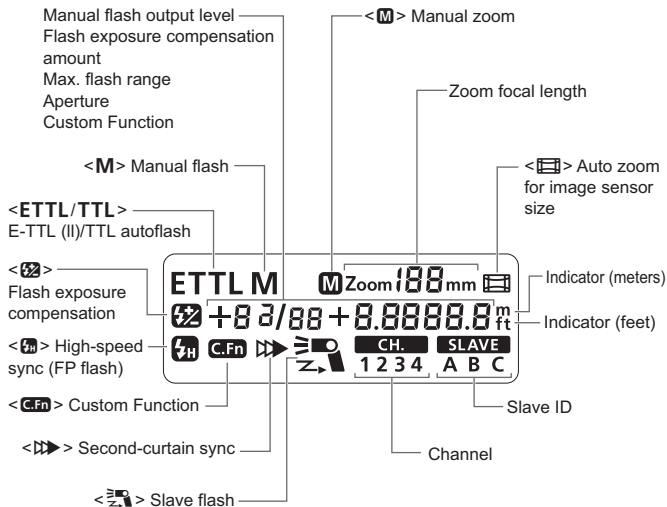 Manual flash output level
Flash exposure compensation
amount
Max. flash range
Aperture
Custom Function
<M> Manual zoom
Zoom focal length
<M> Manual flash
<ETTL/TTL>
E-TTL (II)/TTL autoflash
< > Auto zoom
for image sensor
size
< >
Flash exposure
compensation
< H> High-speed
sync (FP flash)
<C.Fn> Custom Function
< > Second-curtain sync
< > Slave flash
ETTL M M Zoom 188 mm
+8 3/88 +8.8888.8 m ft
H C.Fn CH. SLAVE
1 2 3 4 A B C
Indicator (meters)
Indicator (feet)
Slave ID
Channel